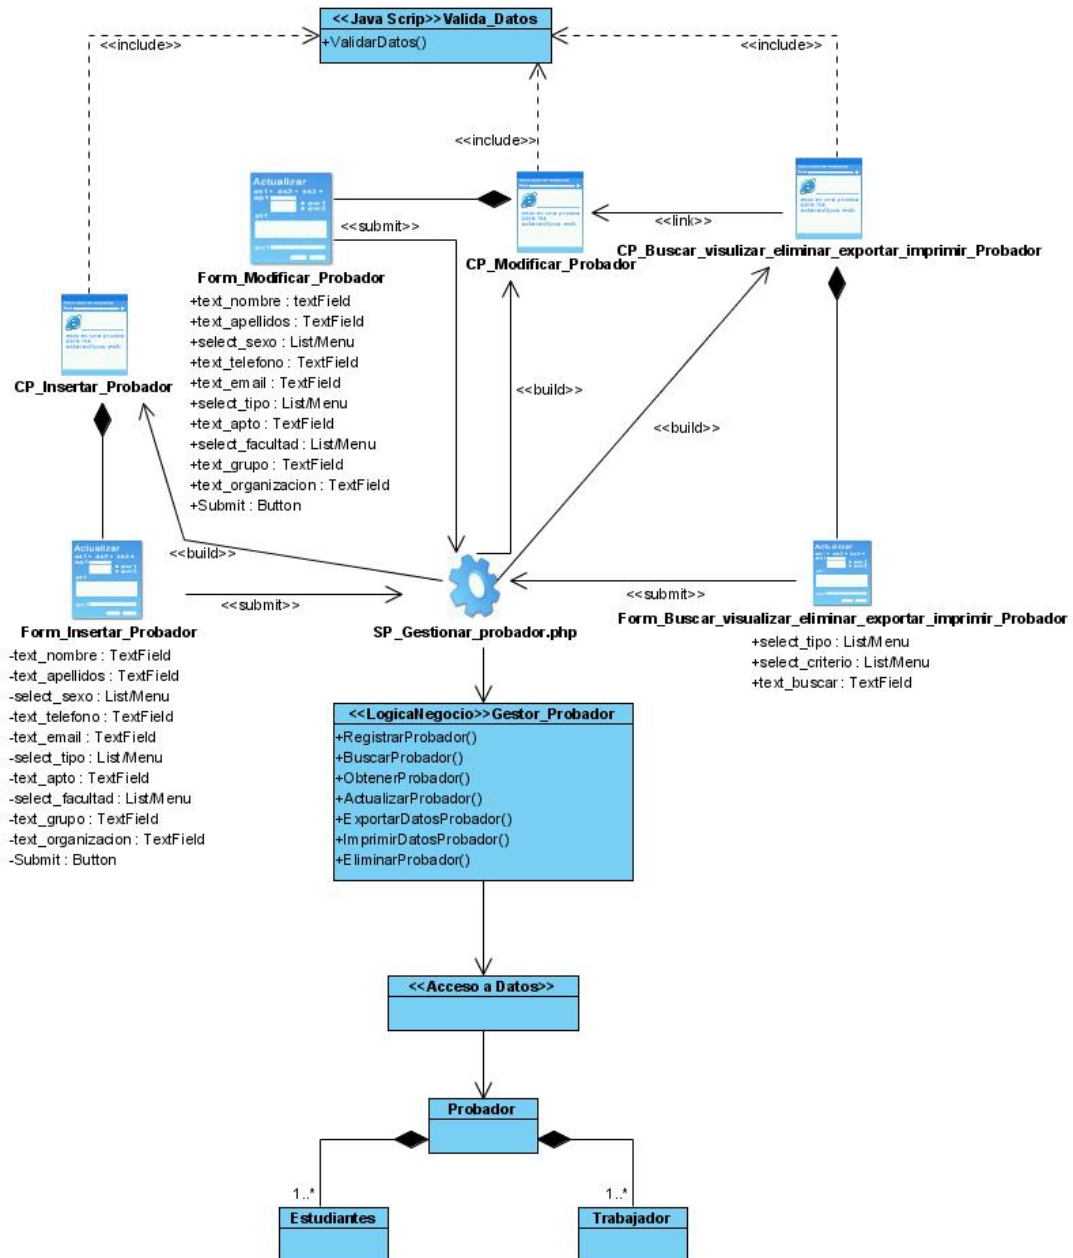 <<Java Scrip>>Valida_Datos
+ValidarDatos()
<<include>>
<<include>>
<<include>>
Actualizar
<<submit>>
<<link>>
Form_Modificar_Probador
CP_Modificar_Probador
CP_Buscar_visulizar_eliminar_exportar_imprimir_Probador
+text_nombre : textField
+text_apellidos : TextField
+select_sexo : List/Menu
+text_telefono : TextField
+text_email : TextField
+select_tipo : List/Menu
+text_apto : TextField
+select_facultad : List/Menu
+text_grupo : TextField
+text_organizacion : TextField
+Submit : Button
CP_Insertar_Probador
<<build>>
<<build>>
<<build>>
Actualizar
Actualizar
<<submit>>
<<submit>>
Form_Insertar_Probador
-text_nombre : TextField
-text_apellidos : TextField
-select_sexo : List/Menu
-text_telefono : TextField
-text_email : TextField
-select_tipo : List/Menu
-text_apto : TextField
-select_facultad : List/Menu
-text_grupo : TextField
-text_organizacion : TextField
-Submit : Button
SP_Gestionar_probador.php
Form_Buscar_visualizar_eliminar_exportar_imprimir_Probador
+select_tipo : List/Menu
+select_criterio : List/Menu
+text_buscar : TextField
<<LogicaNegocio>>Gestor_Probador
+RegistrarProbador()
+BuscarProbador()
+ObtenerProbador()
+ActualizarProbador()
+ExportarDatosProbador()
+ImprimirDatosProbador()
+EliminarProbador()
<<Acceso a Datos>>
Probador
1..*
1..*
Estudiantes
Trabajador